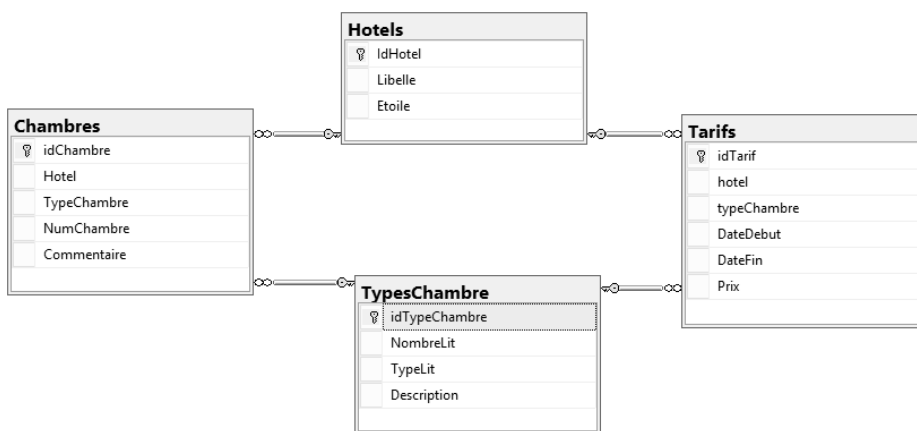 Hotels
IdHotel
Libelle
Etoile
Chambres
idChambre
Hotel
TypeChambre
NumChambre
Commentaire
Tarifs
idTarif
hotel
typeChambre
DateDebut
DateFin
Prix
TypesChambre
idTypeChambre
NombreLit
TypeLit
Description